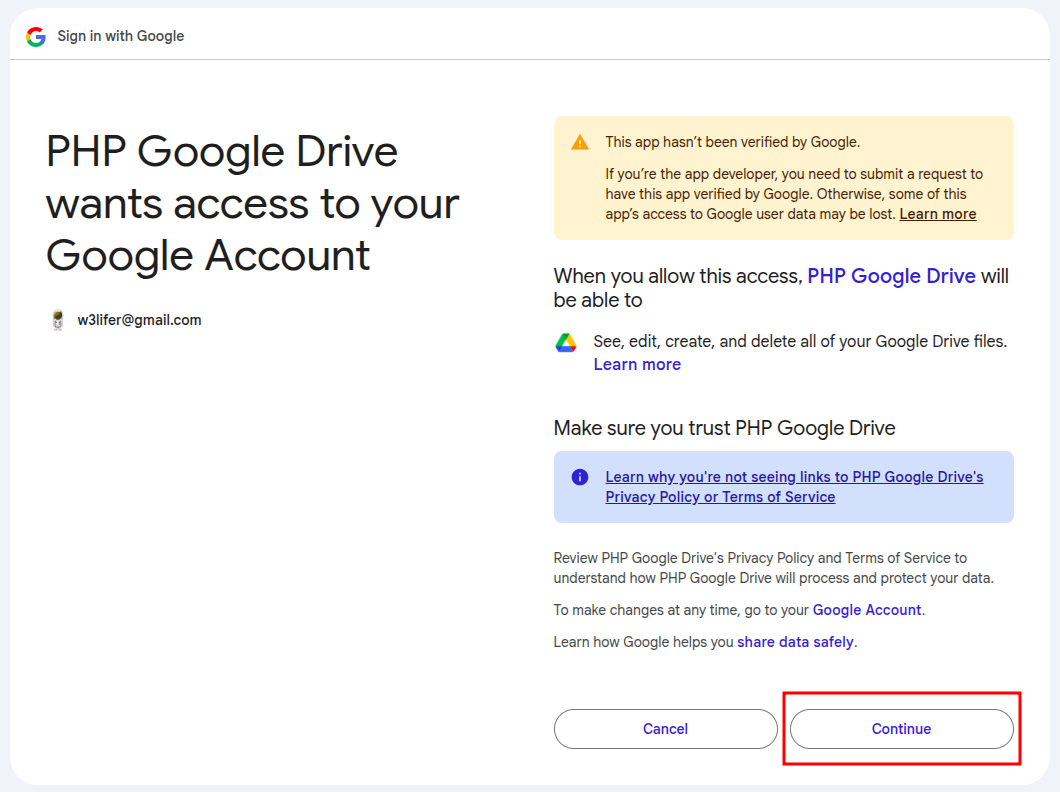 Sign in with Google
PHP Google Drive
wants access to your
Google Account
w3lifer@gmail.com
This app hasn’t been verified by Google.
If you’re the app developer, you need to submit a request to
have this app verified by Google. Otherwise, some of this
app’s access to Google user data may be lost. Learn more
When you allow this access, PHP Google Drive will
be able to
See, edit, create, and delete all of your Google Drive files.
Learn more
Make sure you trust PHP Google Drive
Learn why you're not seeing links to PHP Google Drive's
Privacy Policy or Terms of Service
Review PHP Google Drive's Privacy Policy and Terms of Service to
understand how PHP Google Drive will process and protect your data.
To make changes at any time, go to your Google Account.
Learn how Google helps you share data safely.
Cancel
Continue